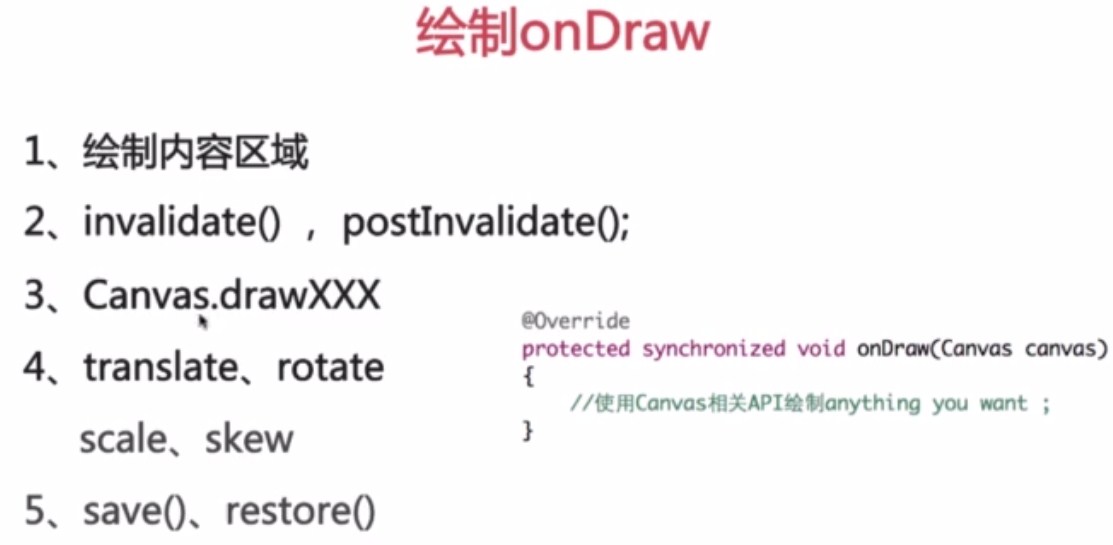 绘制onDraw
1、绘制内容区域
2、invalidate() ，postInvalidate();
3、Canvas.drawXXX
4、translate、rotate
scale、skew
5、save()、restore()
@Override
protected synchronized void onDraw(Canvas canvas)
{
//使用Canvas相关API绘制anything you want ;
}